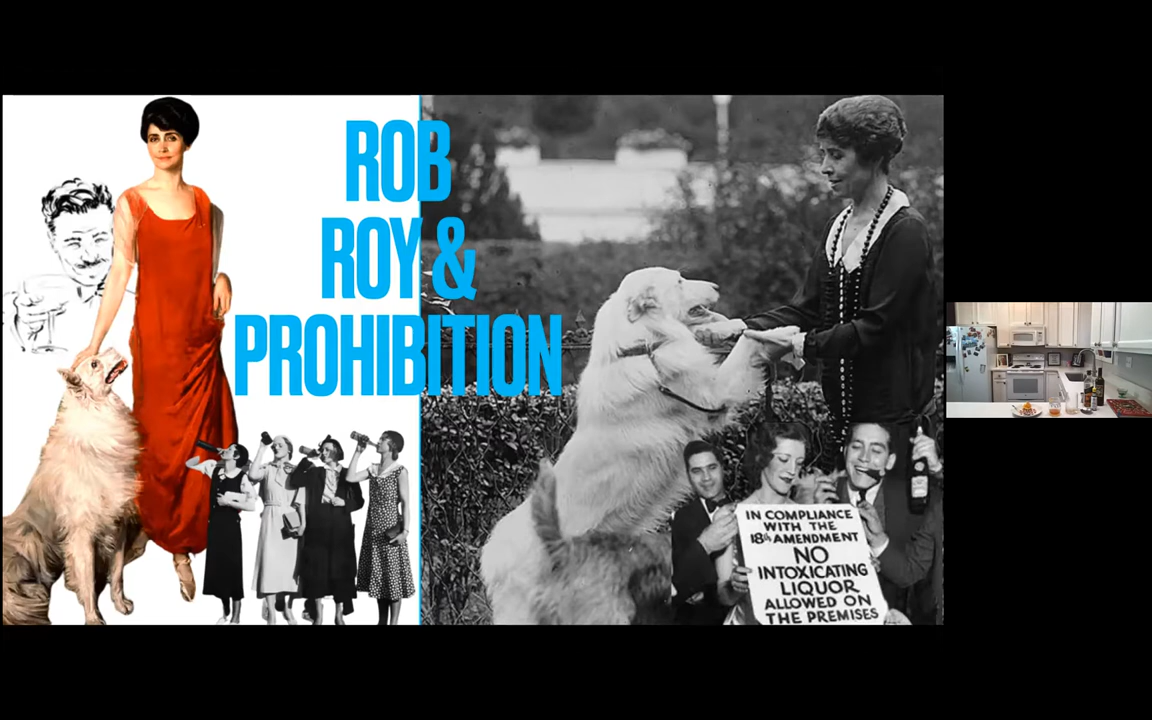 ROB
ROY &
PROHIBITION
IN COMPLIANCE
WITH THE
18th AMENDMENT
NO
INTOXICATING
LIQUOR
ALLOWED ON
THE PREMISES